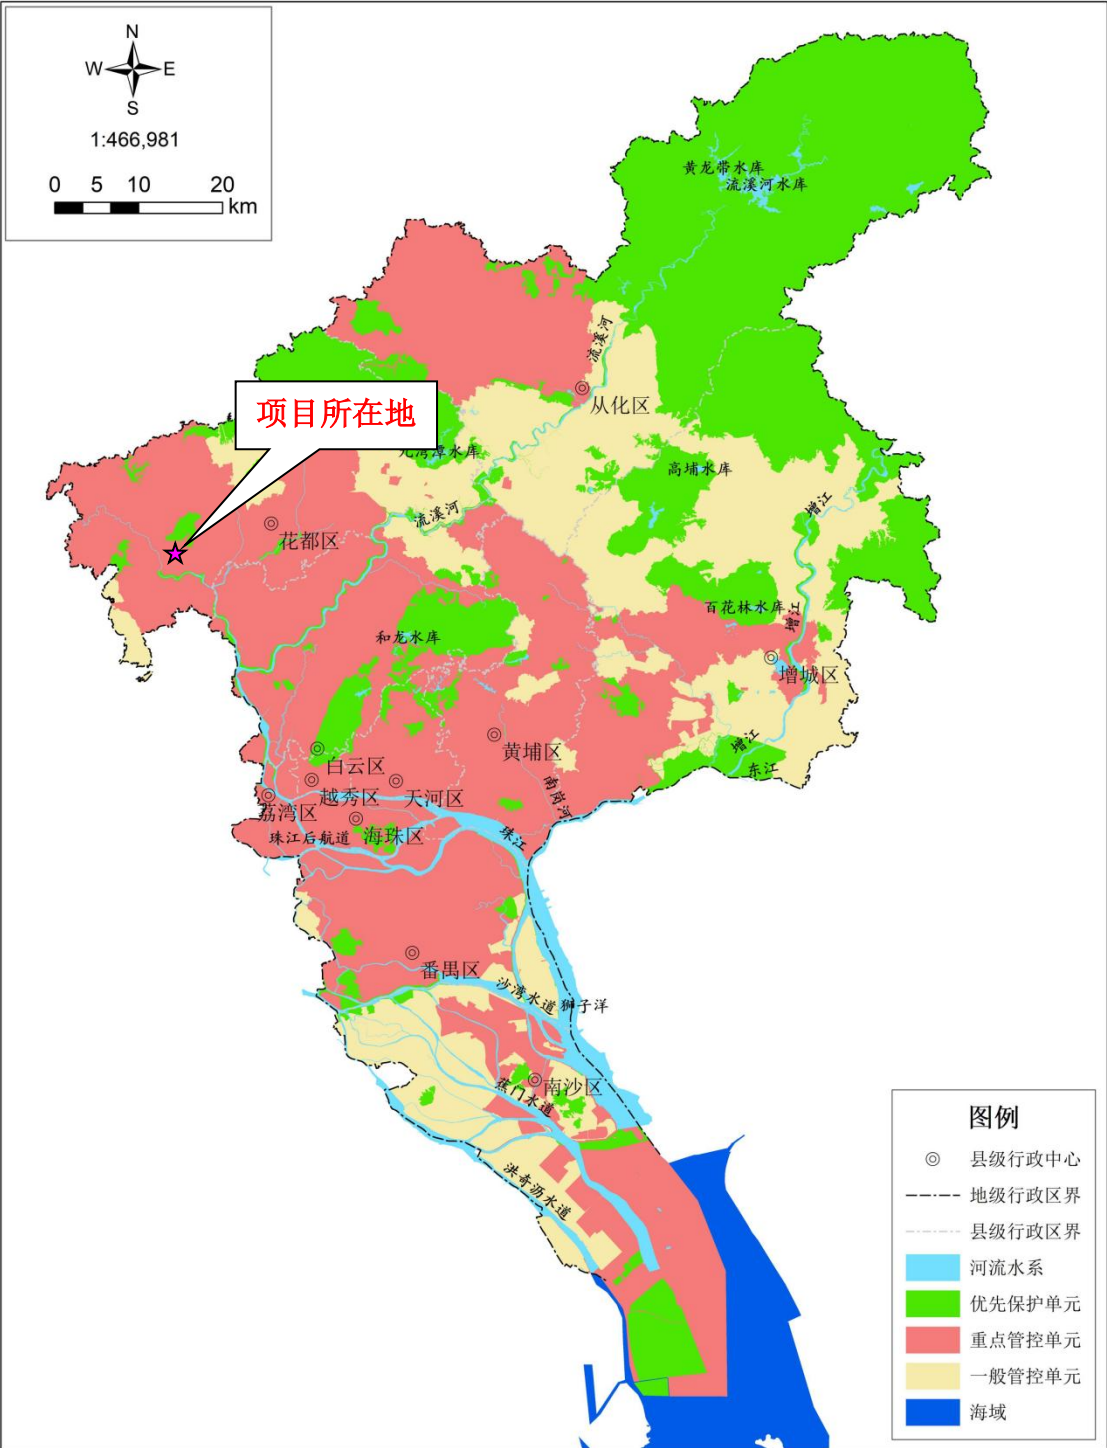 N
W E
S
1:466,981
0 5 10 20
km
黄龙带水库
流溪河水库
流溪河
从化区
项目所在地
九湾潭水库
高埔水库
增江
流溪河
花都区
百花林水库
增江
和龙水库
增城区
黄埔区
增江
东江
白云区
南岗河
越秀区
天河区
荔湾区
珠江
海珠区
珠江后航道
番禺区
沙湾水道
狮子洋
南沙区
蕉门水道
洪奇沥水道
图例
县级行政中心
地级行政区界
县级行政区界
河流水系
优先保护单元
重点管控单元
一般管控单元
海域